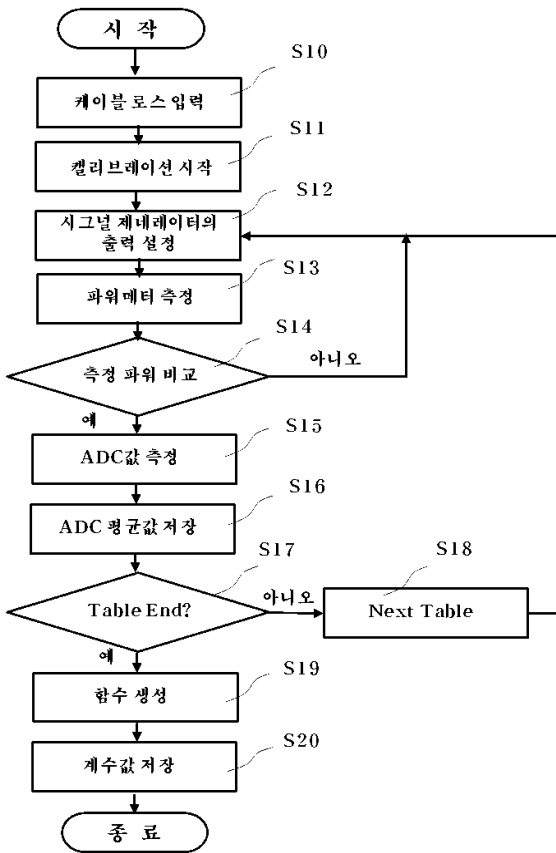 시 작
S10
케이블 로스 입력
S11
캘리브레이션 시작
S12
시그널 제네레이터의
출력 설정
S13
파워메터 측정
S14
측정 파워 비교
아니오
예
S15
ADC값 측정
S16
ADC 평균값 저장
S17
Table End?
아니오
S18
Next Table
예
S19
함수 생성
S20
계수값 저장
종 료